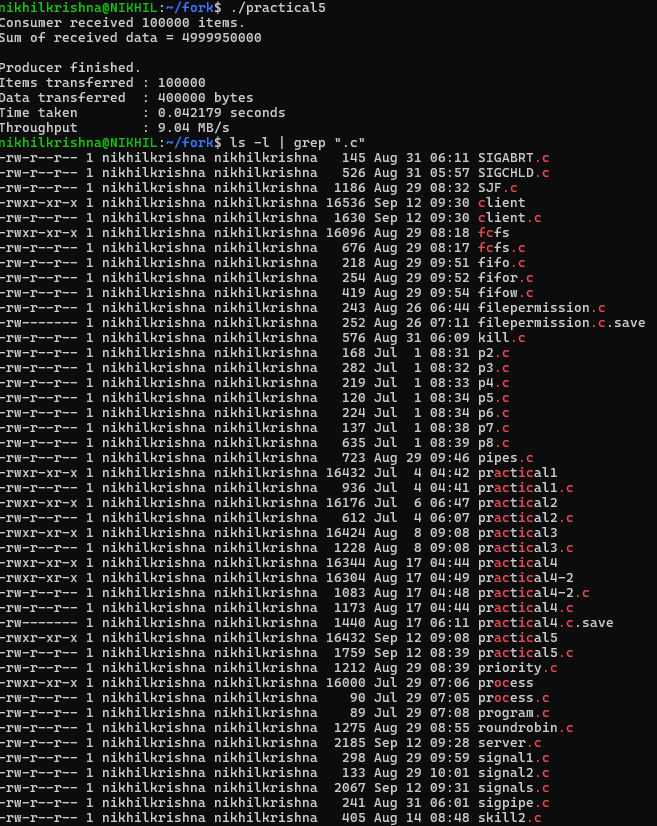 nikhilkrishna@NIKHIL:~/fork$ ./practical5
Consumer received 100000 items.
Sum of received data = 4999950000

Producer finished.
Items transferred : 100000
Data transferred  : 400000 bytes
Time taken        : 0.042179 seconds
Throughput        : 9.04 MB/s
nikhilkrishna@NIKHIL:~/fork$ ls -l | grep ".c"
-rw-r--r-- 1 nikhilkrishna nikhilkrishna   145 Aug 31 06:11 SIGABRT.c
-rw-r--r-- 1 nikhilkrishna nikhilkrishna   526 Aug 31 05:57 SIGCHLD.c
-rw-r--r-- 1 nikhilkrishna nikhilkrishna  1186 Aug 29 08:32 SJF.c
-rwxr-xr-x 1 nikhilkrishna nikhilkrishna 16536 Sep 12 09:30 client
-rw-r--r-- 1 nikhilkrishna nikhilkrishna  1630 Sep 12 09:30 client.c
-rwxr-xr-x 1 nikhilkrishna nikhilkrishna 16096 Aug 29 08:18 fcfs
-rw-r--r-- 1 nikhilkrishna nikhilkrishna   676 Aug 29 08:17 fcfs.c
-rw-r--r-- 1 nikhilkrishna nikhilkrishna   218 Aug 29 09:51 fifo.c
-rw-r--r-- 1 nikhilkrishna nikhilkrishna   254 Aug 29 09:52 fifor.c
-rw-r--r-- 1 nikhilkrishna nikhilkrishna   419 Aug 29 09:54 fifow.c
-rw-r--r-- 1 nikhilkrishna nikhilkrishna   243 Aug 26 06:44 filepermission.c
-rw------- 1 nikhilkrishna nikhilkrishna   252 Aug 26 07:11 filepermission.c.save
-rw-r--r-- 1 nikhilkrishna nikhilkrishna   576 Aug 31 06:09 kill.c
-rw-r--r-- 1 nikhilkrishna nikhilkrishna   168 Jul  1 08:31 p2.c
-rw-r--r-- 1 nikhilkrishna nikhilkrishna   282 Jul  1 08:32 p3.c
-rw-r--r-- 1 nikhilkrishna nikhilkrishna   219 Jul  1 08:33 p4.c
-rw-r--r-- 1 nikhilkrishna nikhilkrishna   120 Jul  1 08:34 p5.c
-rw-r--r-- 1 nikhilkrishna nikhilkrishna   224 Jul  1 08:34 p6.c
-rw-r--r-- 1 nikhilkrishna nikhilkrishna   137 Jul  1 08:38 p7.c
-rw-r--r-- 1 nikhilkrishna nikhilkrishna   635 Jul  1 08:39 p8.c
-rw-r--r-- 1 nikhilkrishna nikhilkrishna   723 Aug 29 09:46 pipes.c
-rwxr-xr-x 1 nikhilkrishna nikhilkrishna 16432 Jul  4 04:42 practical1
-rw-r--r-- 1 nikhilkrishna nikhilkrishna   936 Jul  4 04:41 practical1.c
-rwxr-xr-x 1 nikhilkrishna nikhilkrishna 16176 Jul  6 06:47 practical2
-rw-r--r-- 1 nikhilkrishna nikhilkrishna   612 Jul  4 06:07 practical2.c
-rwxr-xr-x 1 nikhilkrishna nikhilkrishna 16424 Aug  8 09:08 practical3
-rw-r--r-- 1 nikhilkrishna nikhilkrishna  1228 Aug  8 09:08 practical3.c
-rwxr-xr-x 1 nikhilkrishna nikhilkrishna 16344 Aug 17 04:44 practical4
-rwxr-xr-x 1 nikhilkrishna nikhilkrishna 16304 Aug 17 04:49 practical4-2
-rw-r--r-- 1 nikhilkrishna nikhilkrishna  1083 Aug 17 04:48 practical4-2.c
-rw-r--r-- 1 nikhilkrishna nikhilkrishna  1173 Aug 17 04:44 practical4.c
-rw------- 1 nikhilkrishna nikhilkrishna  1440 Aug 17 06:11 practical4.c.save
-rwxr-xr-x 1 nikhilkrishna nikhilkrishna 16432 Sep 12 09:08 practical5
-rw-r--r-- 1 nikhilkrishna nikhilkrishna  1759 Sep 12 08:39 practical5.c
-rw-r--r-- 1 nikhilkrishna nikhilkrishna  1212 Aug 29 08:39 priority.c
-rwxr-xr-x 1 nikhilkrishna nikhilkrishna 16000 Jul 29 07:06 process
-rw-r--r-- 1 nikhilkrishna nikhilkrishna    90 Jul 29 07:05 process.c
-rw-r--r-- 1 nikhilkrishna nikhilkrishna    89 Jul 29 07:08 program.c
-rw-r--r-- 1 nikhilkrishna nikhilkrishna  1275 Aug 29 08:55 roundrobin.c
-rw-r--r-- 1 nikhilkrishna nikhilkrishna  2185 Sep 12 09:28 server.c
-rw-r--r-- 1 nikhilkrishna nikhilkrishna   298 Aug 29 09:59 signal1.c
-rw-r--r-- 1 nikhilkrishna nikhilkrishna   133 Aug 29 10:01 signal2.c
-rw-r--r-- 1 nikhilkrishna nikhilkrishna  2067 Sep 12 09:31 signals.c
-rw-r--r-- 1 nikhilkrishna nikhilkrishna   241 Aug 31 06:01 sigpipe.c
-rw-r--r-- 1 nikhilkrishna nikhilkrishna   405 Aug 14 08:48 skill2.c